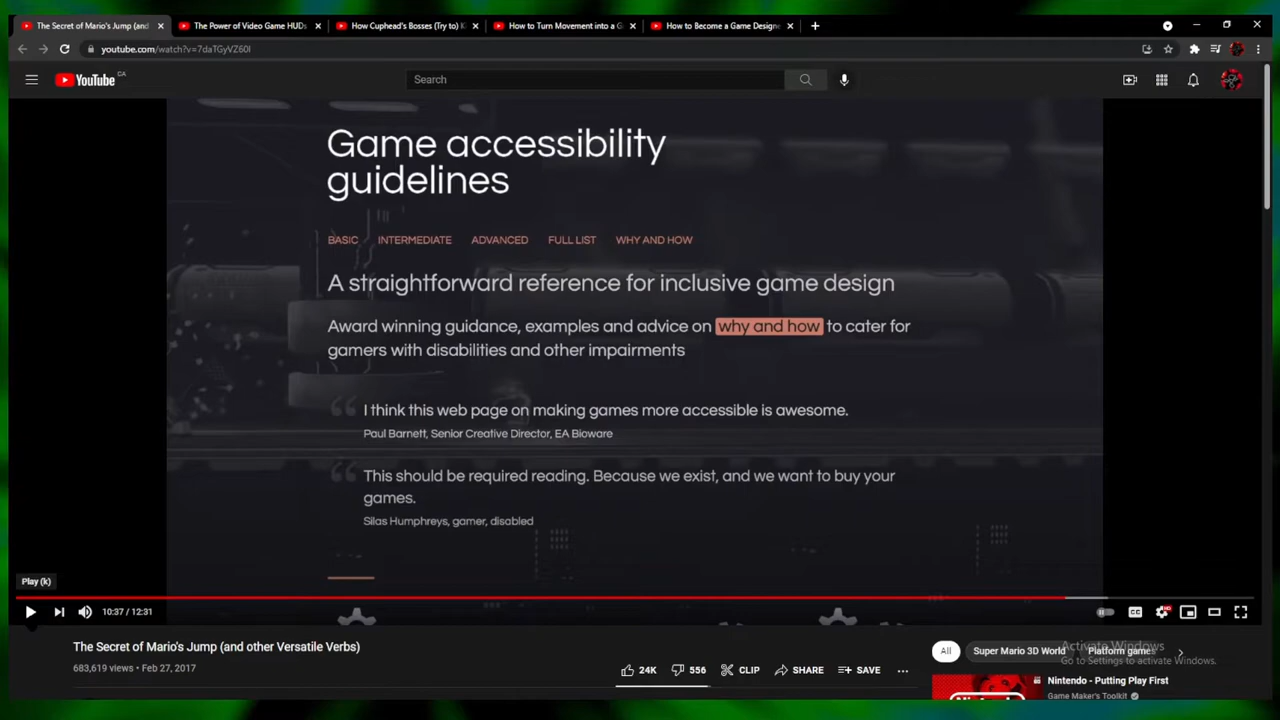 The Secret of Mario's Jump (and
The Power of Video Game HUDs
How Cuphead's Bosses (Try to) K
How to Turn Movement into a G
How to Become a Game Designe
youtube.com/watch?v=7daTGyVZ60I
YouTube CA
Search
Game accessibility
guidelines
BASIC INTERMEDIATE ADVANCED FULL LIST WHY AND HOW
A straightforward reference for inclusive game design
Award winning guidance, examples and advice on why and how to cater for
gamers with disabilities and other impairments
I think this web page on making games more accessible is awesome.
Paul Barnett, Senior Creative Director, EA Bioware
This should be required reading. Because we exist, and we want to buy your
games.
Silas Humphreys, gamer, disabled
Play (k)
10:37 / 12:31
CC
HD
The Secret of Mario's Jump (and other Versatile Verbs)
683,619 views • Feb 27, 2017
24K 556 CLIP SHARE SAVE
All Super Mario 3D World Platform games
Activate Windows
Go to Settings to activate Windows.
Nintendo - Putting Play First
Game Maker's Toolkit